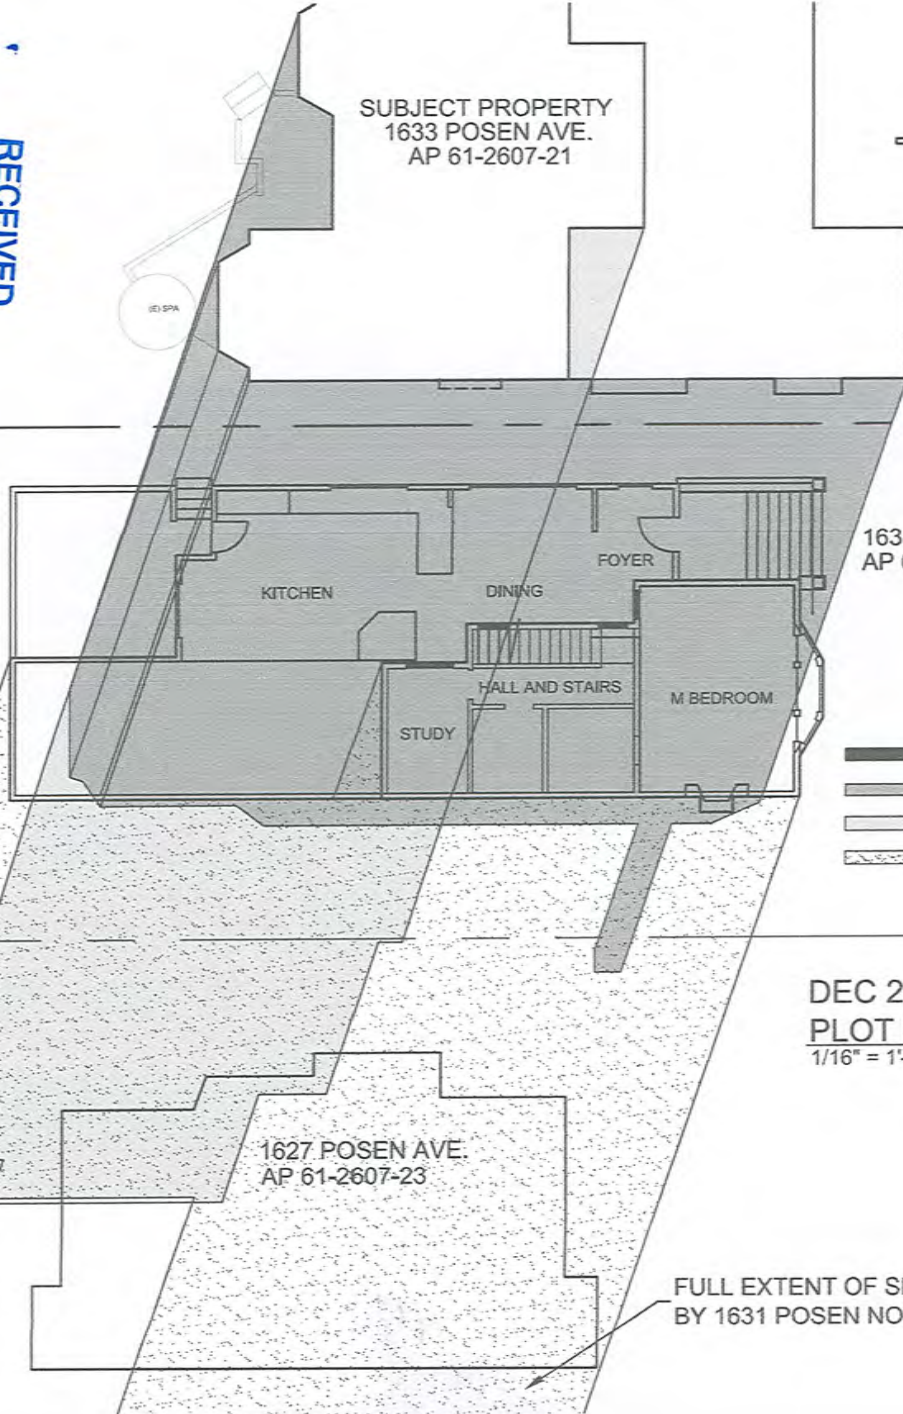 RECEIVED
SUBJECT PROPERTY
1633 POSEN AVE.
AP 61-2607-21
(E) SPA
163
AP
FOYER
KITCHEN
DINING
HALL AND STAIRS
M BEDROOM
STUDY
DEC 2
PLOT
1/16" = 1'-
1627 POSEN AVE.
AP 61-2607-23
7
FULL EXTENT OF
BY 1631 POSEN NO